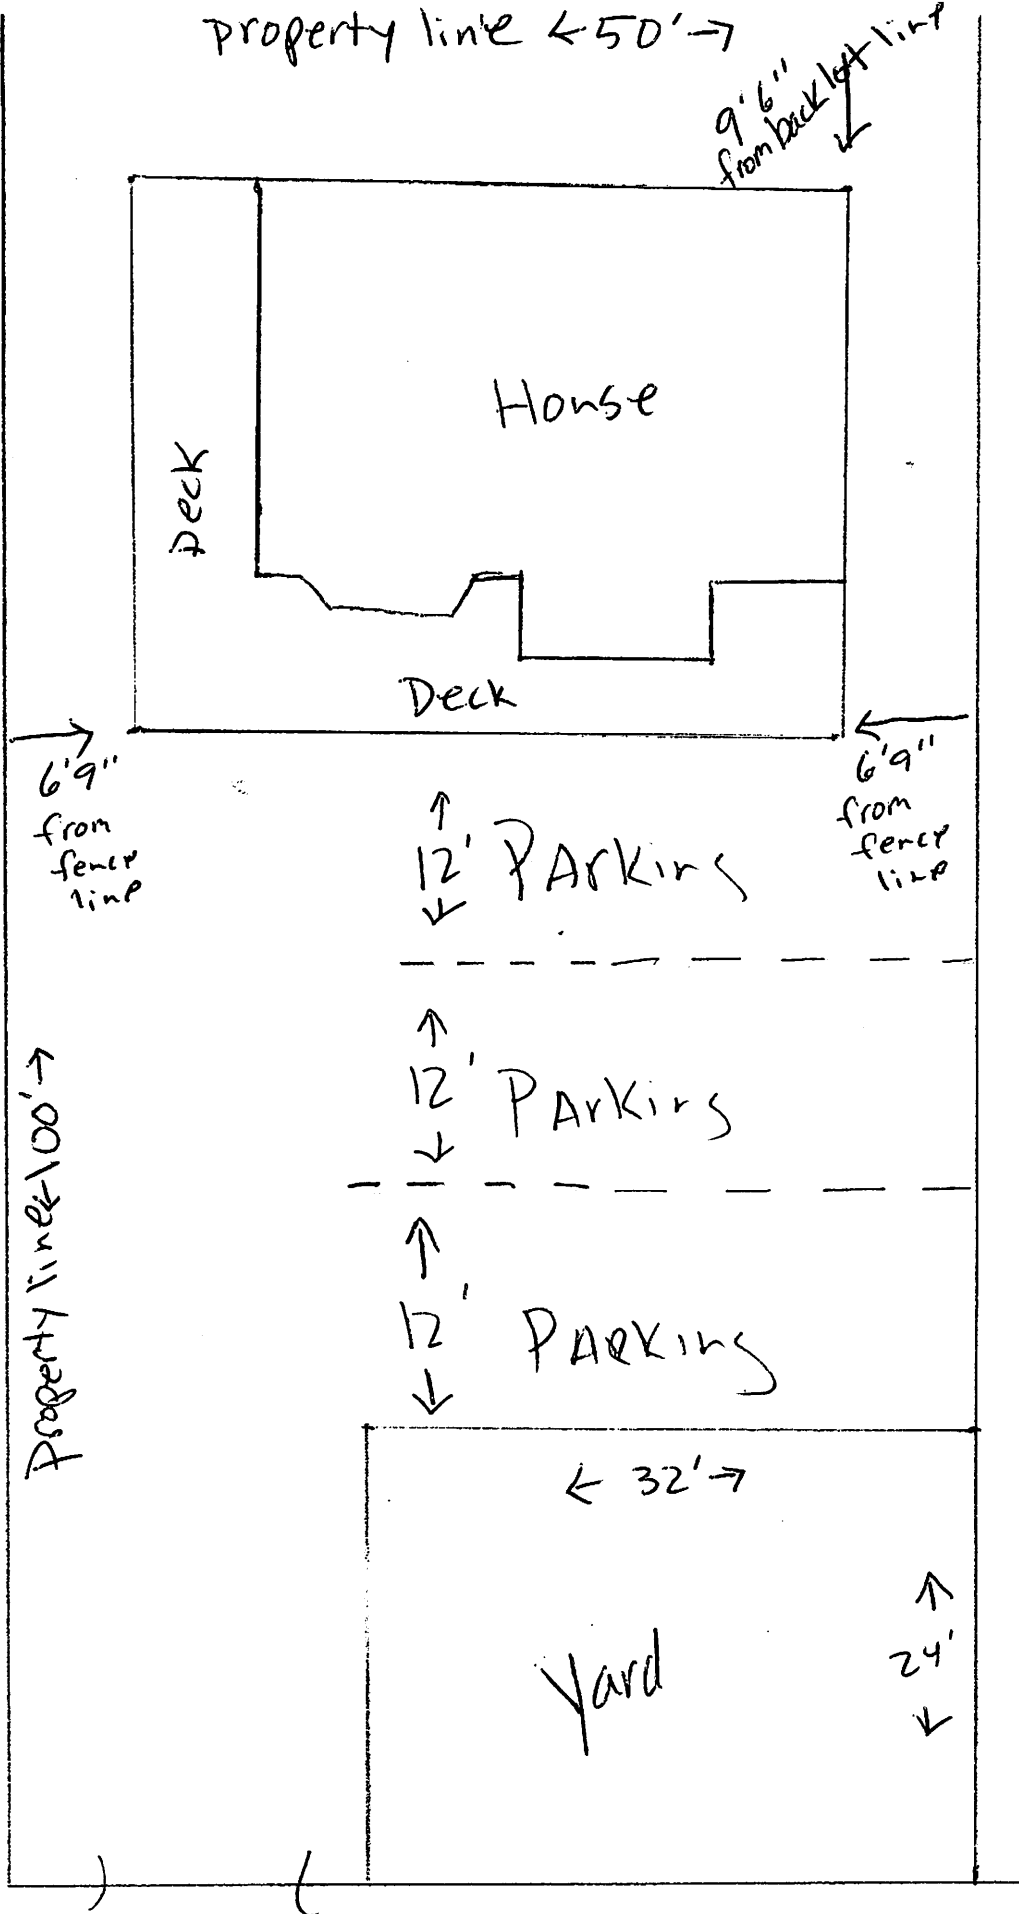 property line ← 50' →
9'6"
from back lot line
House
Deck
Deck
6'9"
from
fence
line
6'9"
from
fence
line
↑
12' Parking
↓
↑
12' Parking
↓
Property line ← 100' →
↑
12' Parking
↓
← 32' →
↑
24'
↓
Yard